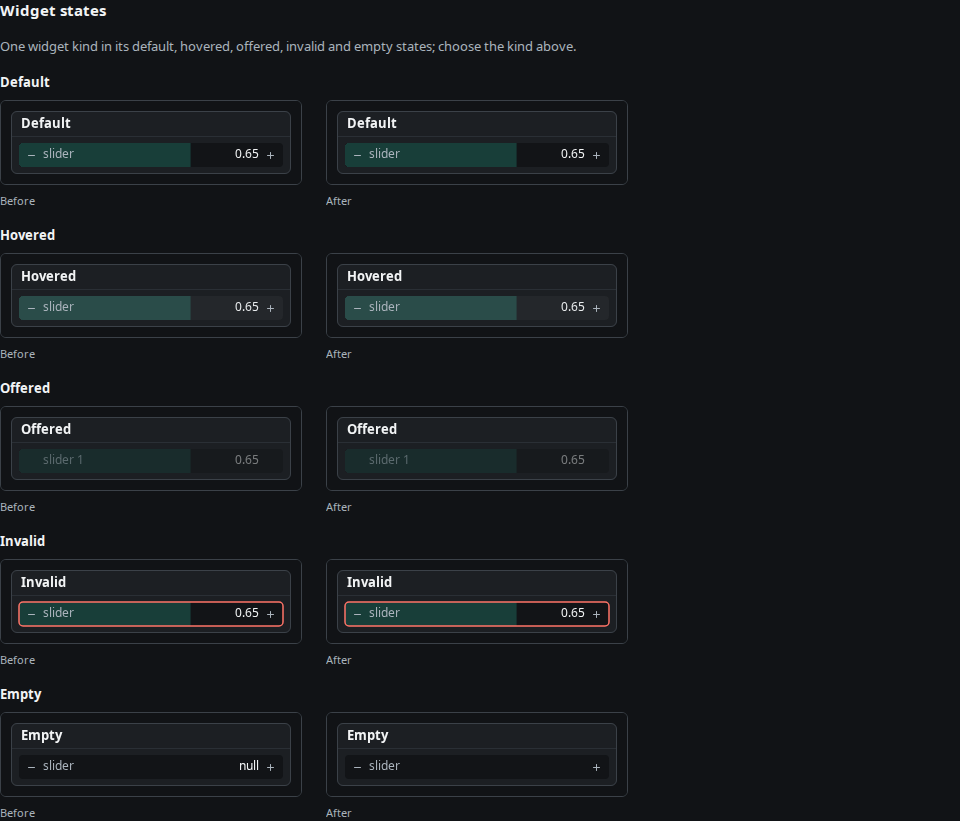 Widget states
One widget kind in its default, hovered, offered, invalid and empty states; choose the kind above.
Default
Default
Default
– slider 0.65 +
– slider 0.65 +
Before
After
Hovered
Hovered
Hovered
– slider 0.65 +
– slider 0.65 +
Before
After
Offered
Offered
Offered
slider 1 0.65
slider 1 0.65
Before
After
Invalid
Invalid
Invalid
– slider 0.65 +
– slider 0.65 +
Before
After
Empty
Empty
Empty
– slider null +
– slider +
Before
After